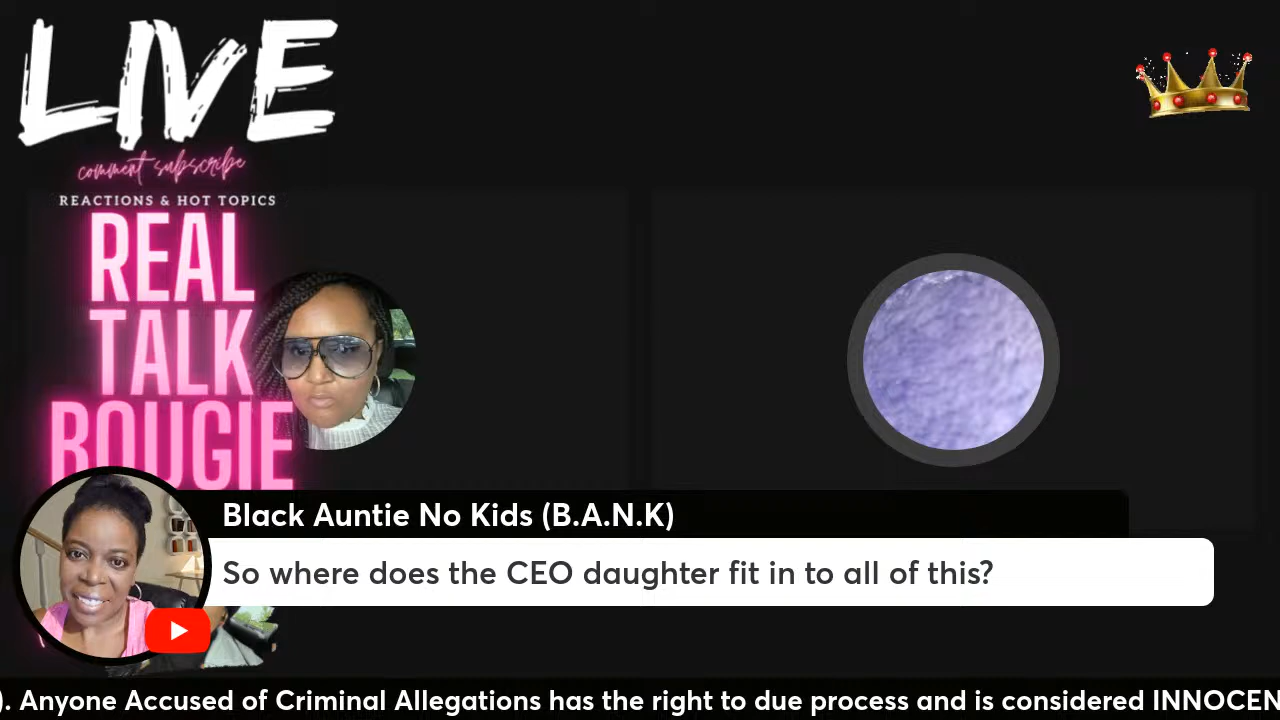 LIVE
comment subscribe
REACTIONS & HOT TOPICS
REAL
TALK
BOUGIE
Black Auntie No Kids (B.A.N.K)
So where does the CEO daughter fit in to all of this?
). Anyone Accused of Criminal Allegations has the right to due process and is considered INNOCEN